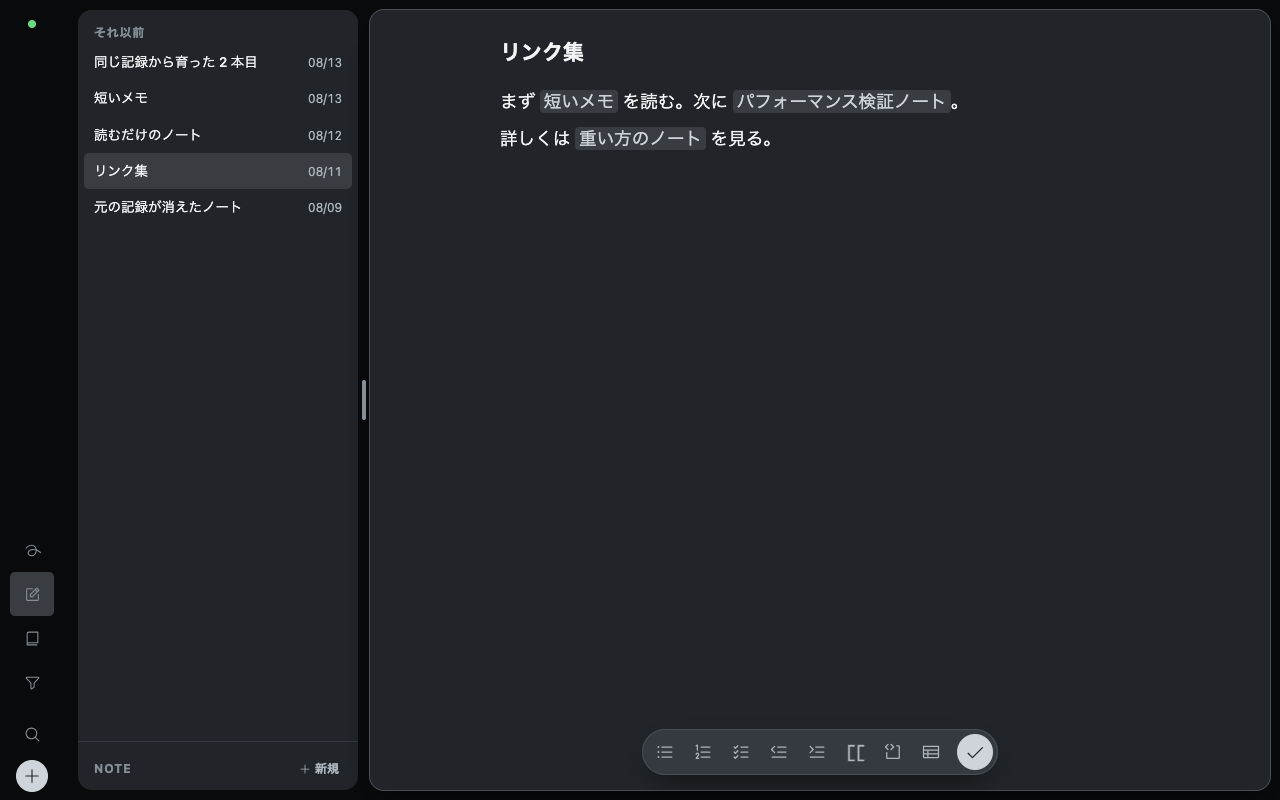 それ以前
同じ記録から育った 2 本目 08/13
短いメモ 08/13
読むだけのノート 08/12
リンク集 08/11
元の記録が消えたノート 08/09
NOTE + 新規
リンク集
まず 短いメモ を読む。次に パフォーマンス検証ノート 。
詳しくは 重い方のノート を見る。